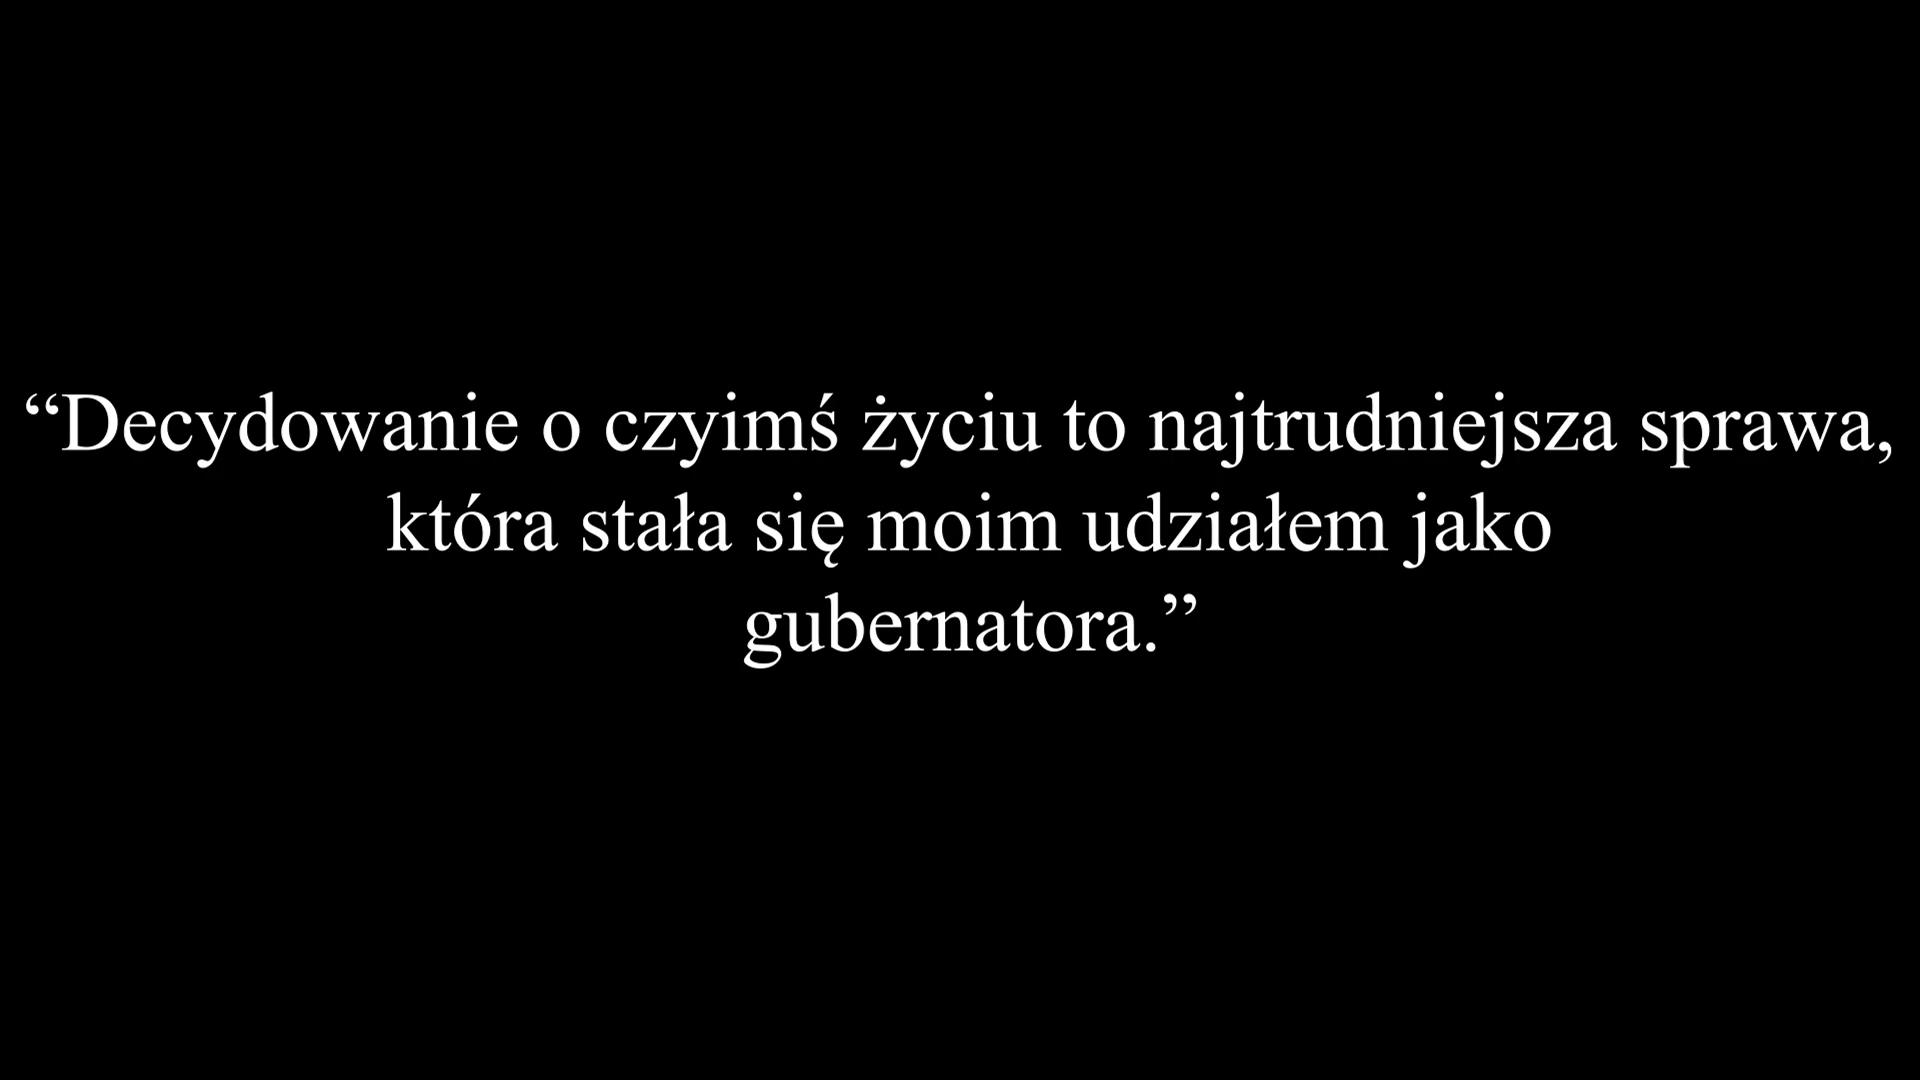 “Decydowanie o czyimś życiu to najtrudniejsza sprawa,
która stała się moim udziałem jako
gubernatora.”